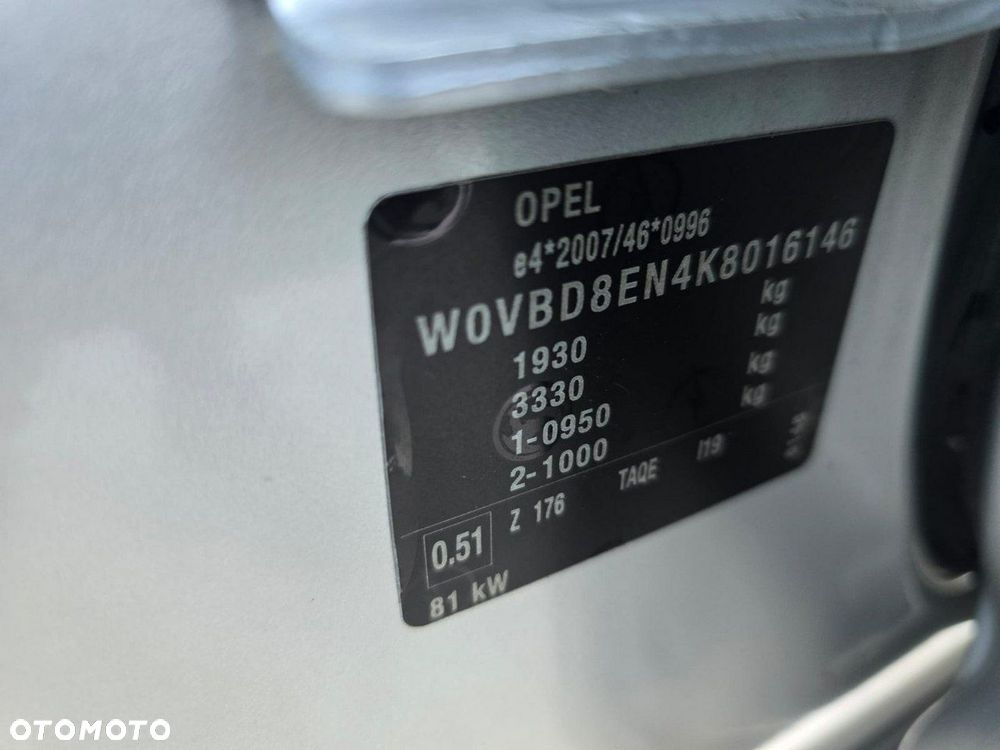 OPEL
e4*2007/46*0996
W0VBD8EN4K8016146
1930 kg
3330 kg
1-0950 kg
2-1000 kg
Z 176 TAQE I19
0.51
81 kW
OTOMOTO